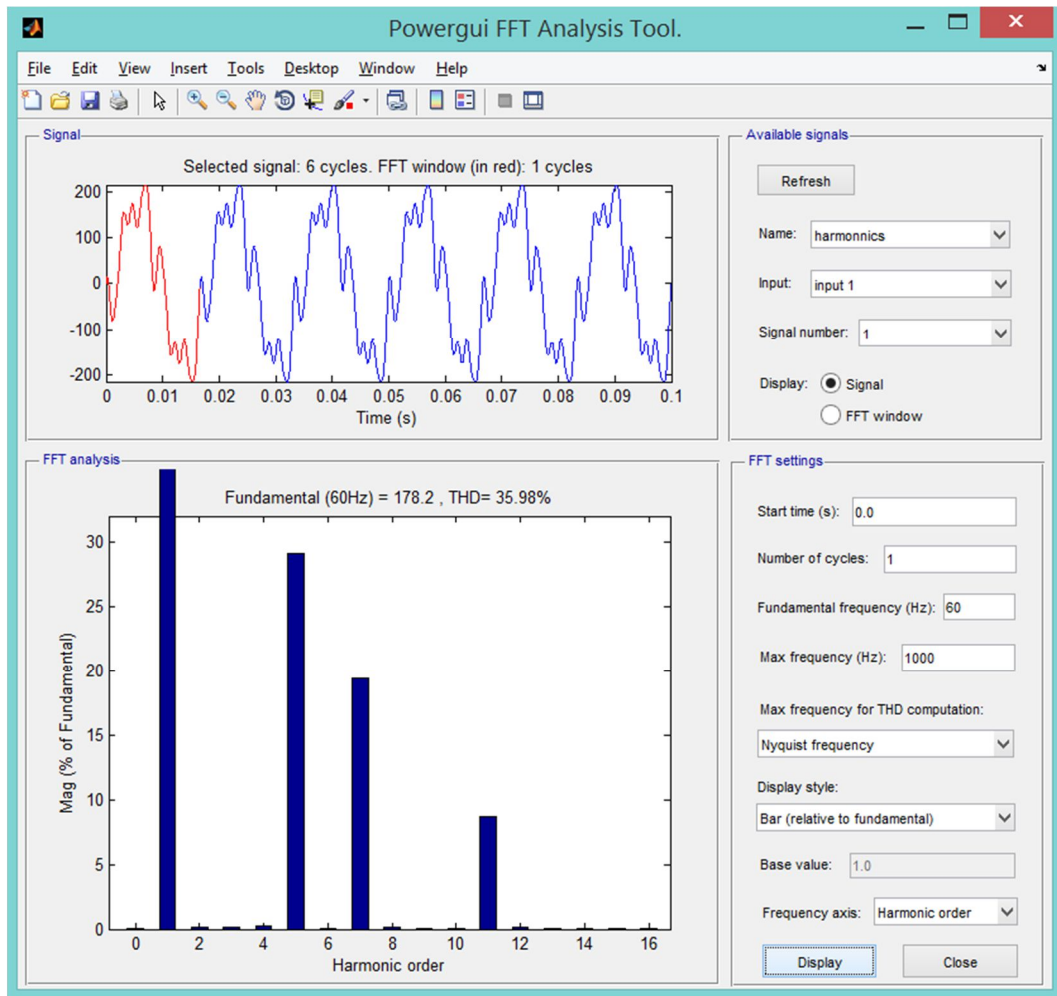 Powergui FFT Analysis Tool.
File Edit View Insert Tools Desktop Window Help
Signal
Selected signal: 6 cycles. FFT window (in red): 1 cycles
200
100
0
-100
-200
0 0.01 0.02 0.03 0.04 0.05 0.06 0.07 0.08 0.09 0.1
Time (s)
Available signals
Refresh
Name: harmonnics
Input: input 1
Signal number: 1
Display: Signal
FFT window
FFT analysis
Fundamental (60Hz) = 178.2 , THD= 35.98%
Mag (% of Fundamental)
30
25
20
15
10
5
0
0 2 4 6 8 10 12 14 16
Harmonic order
FFT settings
Start time (s): 0.0
Number of cycles: 1
Fundamental frequency (Hz): 60
Max frequency (Hz): 1000
Max frequency for THD computation:
Nyquist frequency
Display style:
Bar (relative to fundamental)
Base value: 1.0
Frequency axis: Harmonic order
Display Close